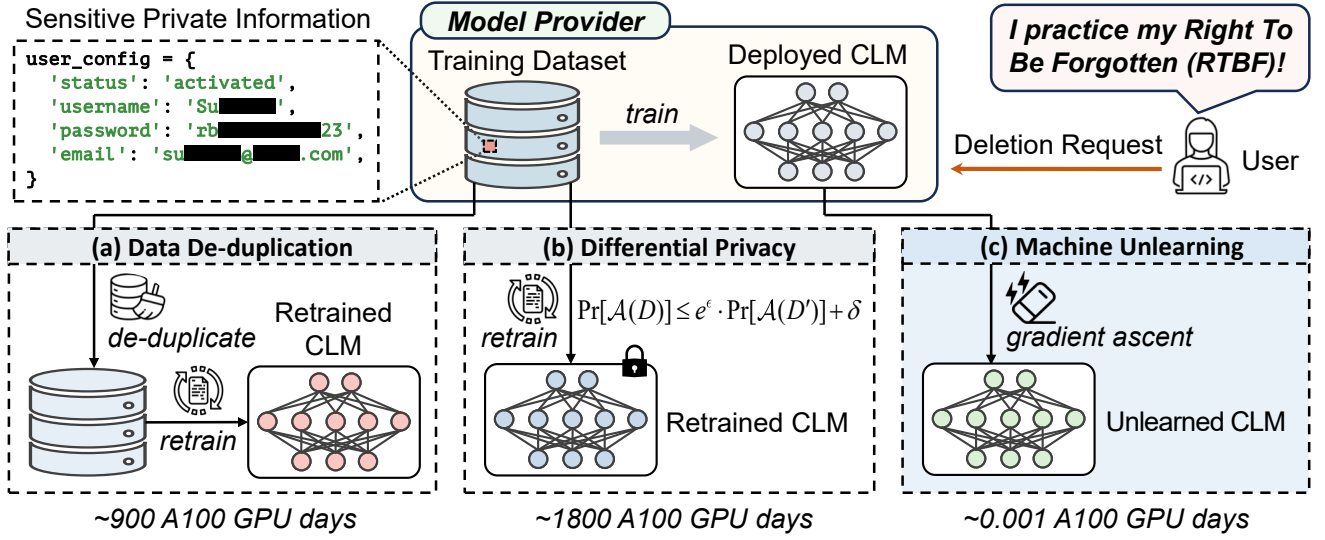 Sensitive Private Information
user_config = {
'status': 'activated',
'username': 'Su
',
'password': 'rb
23',
'email': 'su
@
.com',
}
Model Provider
Training Dataset
train
Deployed CLM
I practice my Right To
Be Forgotten (RTBF)!
Deletion Request
</>
User
(a) Data De-duplication
de-duplicate
retrain
Retrained
CLM
~900 A100 GPU days
(b) Differential Privacy
retrain
Pr[𝒜(D)] ≤ e^ϵ · Pr[𝒜(D′)] + δ
Retrained CLM
~1800 A100 GPU days
(c) Machine Unlearning
gradient ascent
Unlearned CLM
~0.001 A100 GPU days